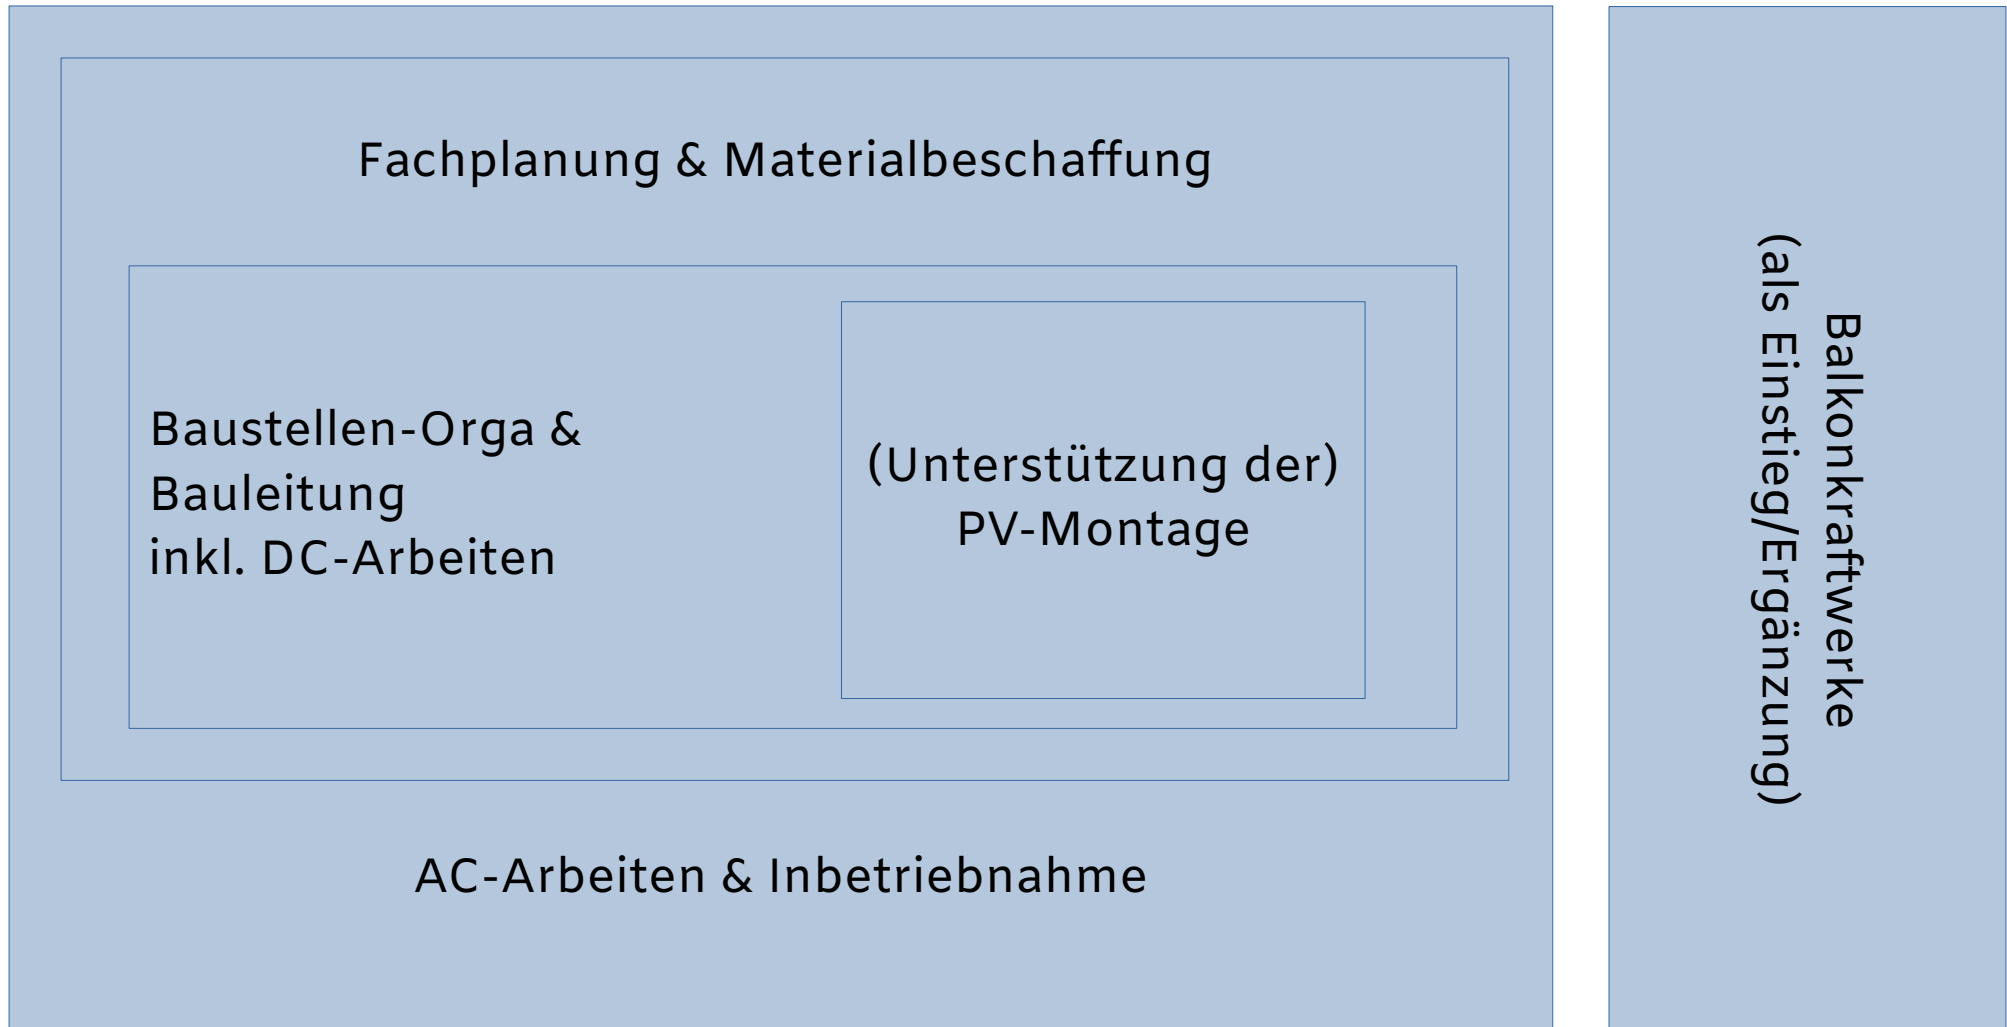 Fachplanung & Materialbeschaffung
Baustellen-Orga &
Bauleitung
inkl. DC-Arbeiten
(Unterstützung der)
PV-Montage
AC-Arbeiten & Inbetriebnahme
Balkonkraftwerke
(als Einstieg/Ergänzung)